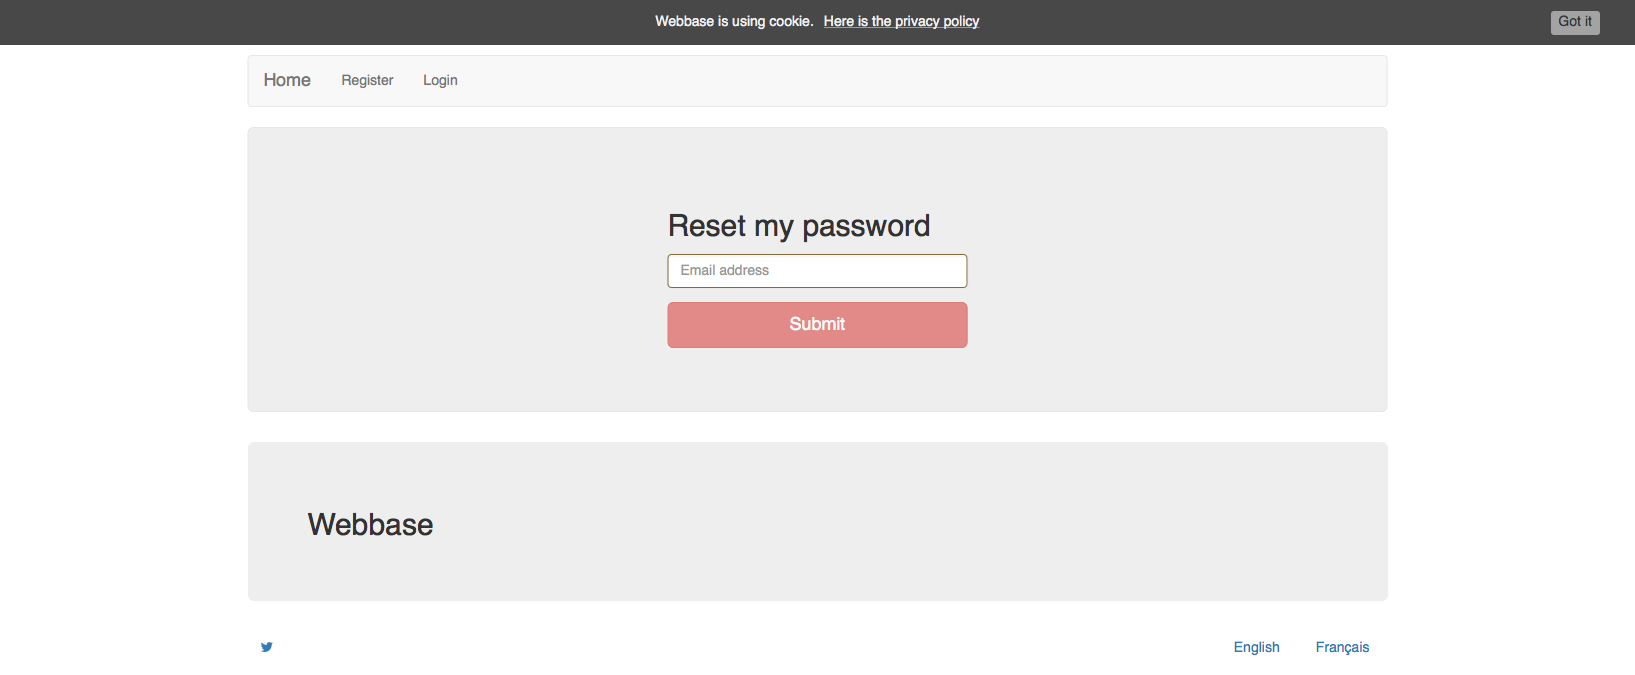 Webbase is using cookie. Here is the privacy policy Got it
Home Register Login
Reset my password
Email address
Submit
Webbase
English Français